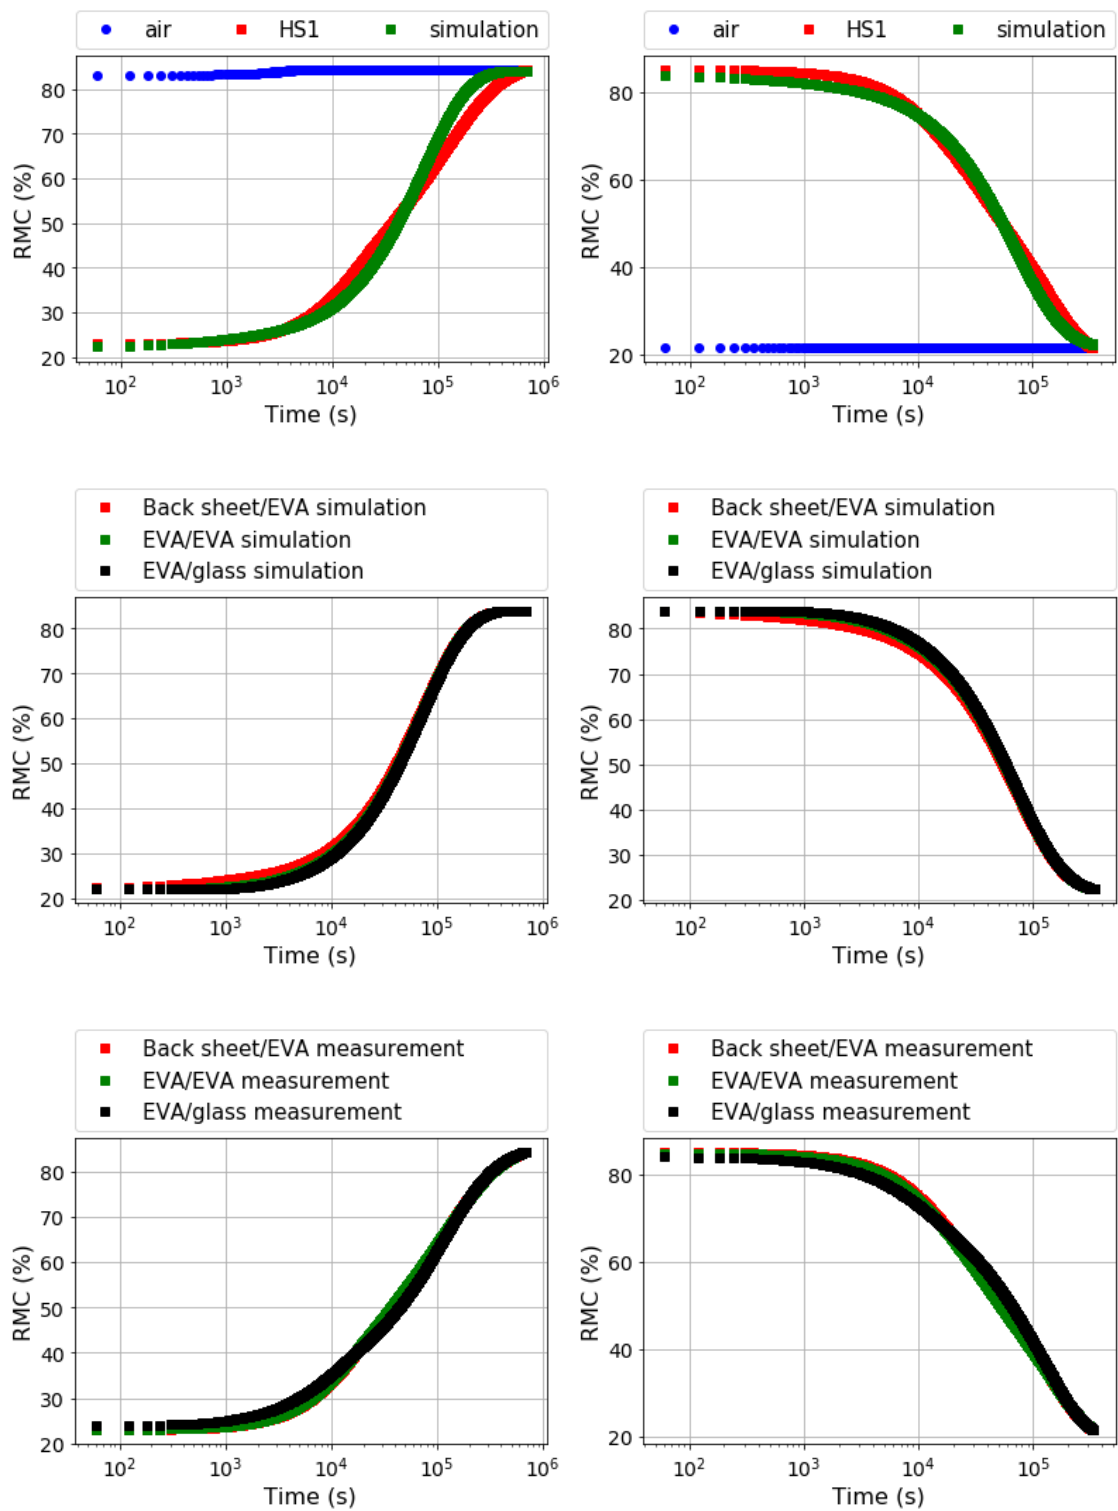 air HS1 simulation
air HS1 simulation
RMC (%)
80
70
60
50
40
30
20
10²
10³
10⁴
10⁵
10⁶
Time (s)
RMC (%)
80
60
40
20
10²
10³
10⁴
10⁵
Time (s)
Back sheet/EVA simulation
EVA/EVA simulation
EVA/glass simulation
RMC (%)
80
70
60
50
40
30
20
10²
10³
10⁴
10⁵
10⁶
Time (s)
Back sheet/EVA simulation
EVA/EVA simulation
EVA/glass simulation
RMC (%)
80
70
60
50
40
30
20
10²
10³
10⁴
10⁵
Time (s)
Back sheet/EVA measurement
EVA/EVA measurement
EVA/glass measurement
RMC (%)
80
70
60
50
40
30
20
10²
10³
10⁴
10⁵
10⁶
Time (s)
Back sheet/EVA measurement
EVA/EVA measurement
EVA/glass measurement
RMC (%)
80
60
40
20
10²
10³
10⁴
10⁵
Time (s)